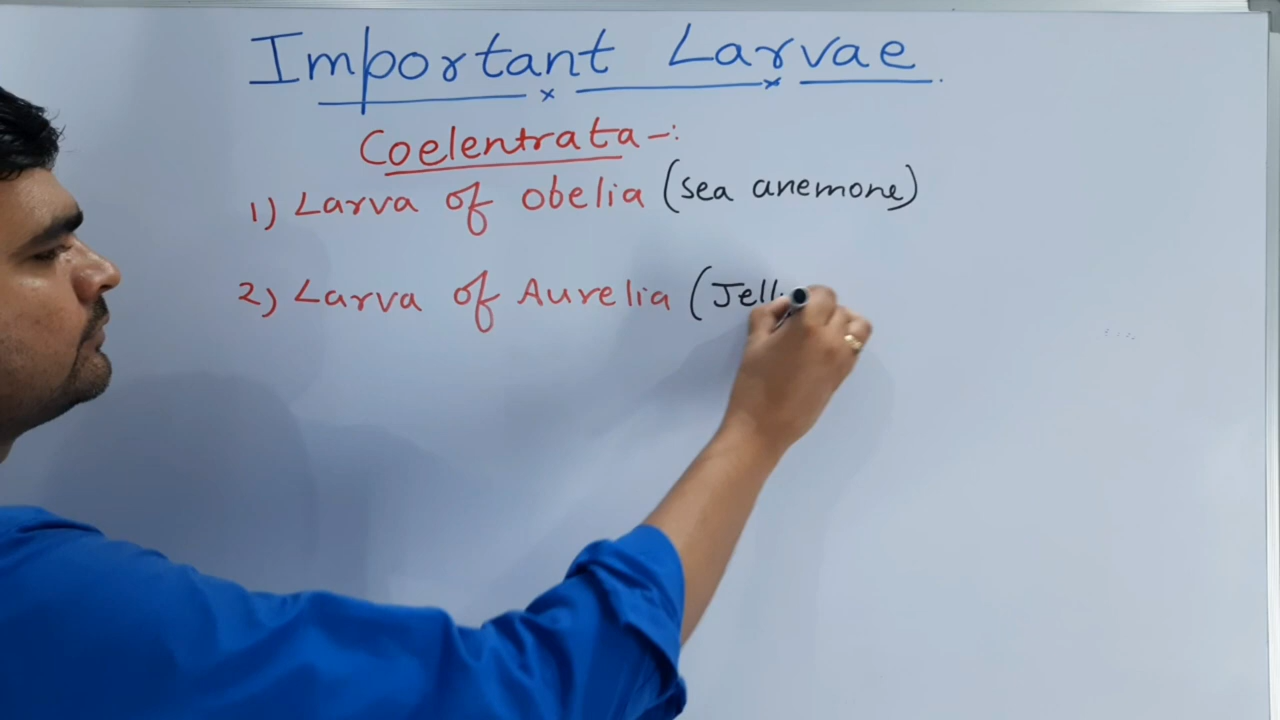 Important Larvae.
Coelentrata-:
1) Larva of obelia (sea anemone)
2) Larva of Aurelia (Jell